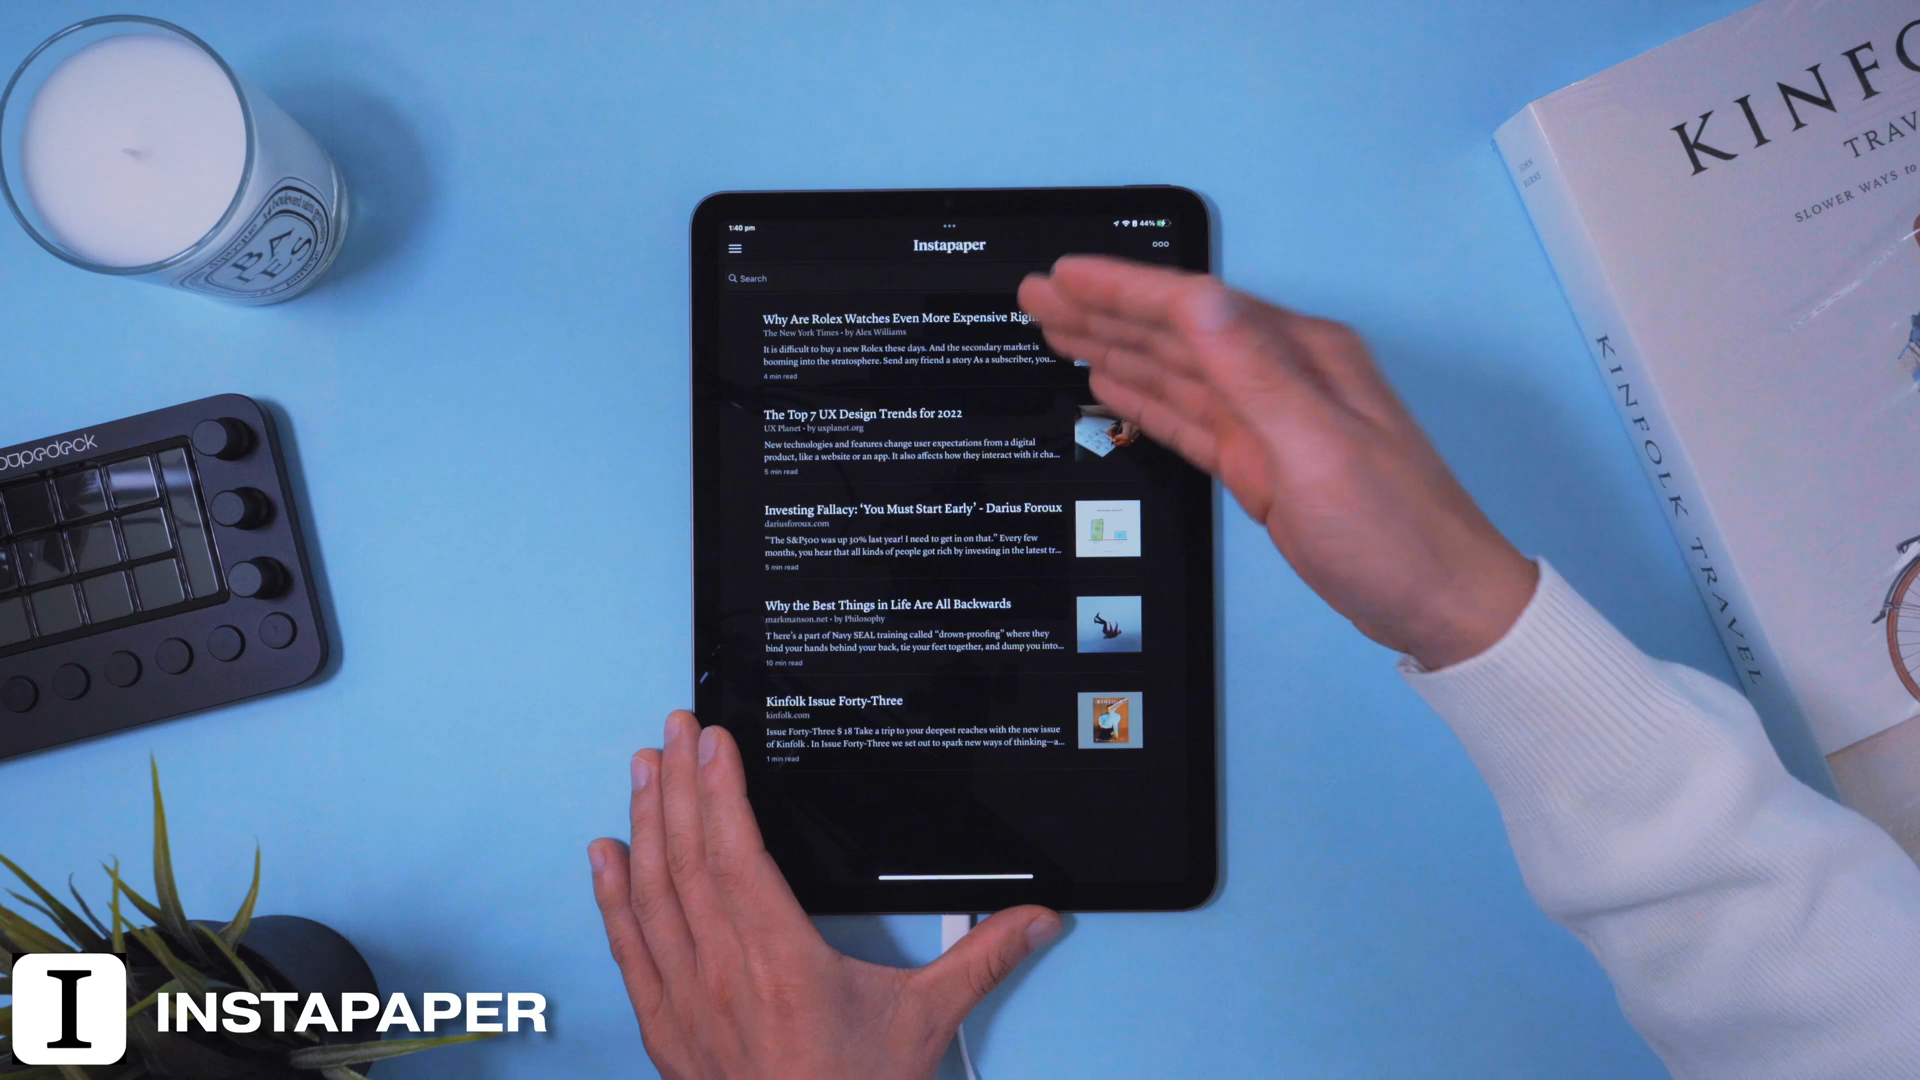 1:40 pm
44%
Instapaper
Search
Why Are Rolex Watches Even More Expensive
The New York Times • by Alex Williams
It is difficult to buy a new Rolex these days. And the secondary market is
booming into the stratosphere. Send any friend a story As a subscriber, you...
4 min read
The Top 7 UX Design Trends for 2022
UX Planet • by uxplanet.org
New technologies and features change user expectations from a digital
product, like a website or an app. It also affects how they interact with it cha...
5 min read
Investing Fallacy: ‘You Must Start Early’ - Darius Foroux
dariusforoux.com
“The S&P500 was up 30% last year! I need to get in on that.” Every few
months, you hear that all kinds of people got rich by investing in the latest tr...
5 min read
Why the Best Things in Life Are All Backwards
markmanson.net • by Philosophy
T here’s a part of Navy SEAL training called “drown-proofing” where they
bind your hands behind your back, tie your feet together, and dump you into...
10 min read
Kinfolk Issue Forty-Three
kinfolk.com
Issue Forty-Three $ 18 Take a trip to your deepest reaches with the new issue
of Kinfolk . In Issue Forty-Three we set out to spark new ways of thinking—a...
1 min read
KINFO
TRAV
SLOWER WAYS to
KINFOLK TRAVEL
BAIES
oupedeck
I
INSTAPAPER